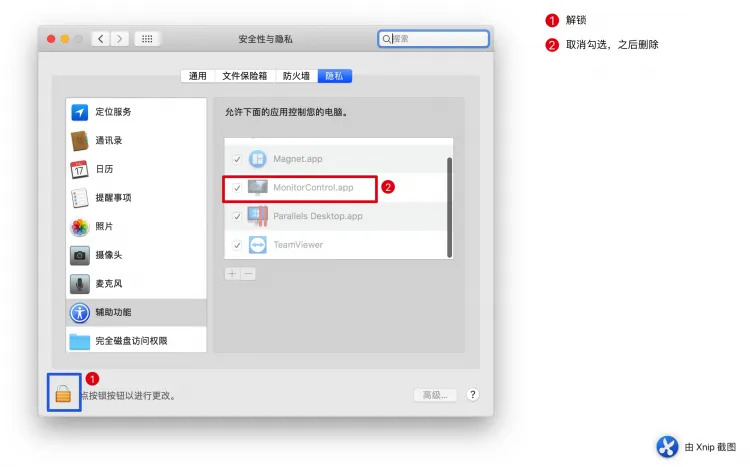 安全性与隐私
搜索
通用
文件保险箱
防火墙
隐私
定位服务
通讯录
日历
提醒事项
照片
摄像头
麦克风
辅助功能
完全磁盘访问权限
允许下面的应用控制您的电脑。
Magnet.app
MonitorControl.app
2
Parallels Desktop.app
TeamViewer
1
点按锁按钮以进行更改。
高级...
?
1 解锁
2 取消勾选，之后删除
由 Xnip 截图